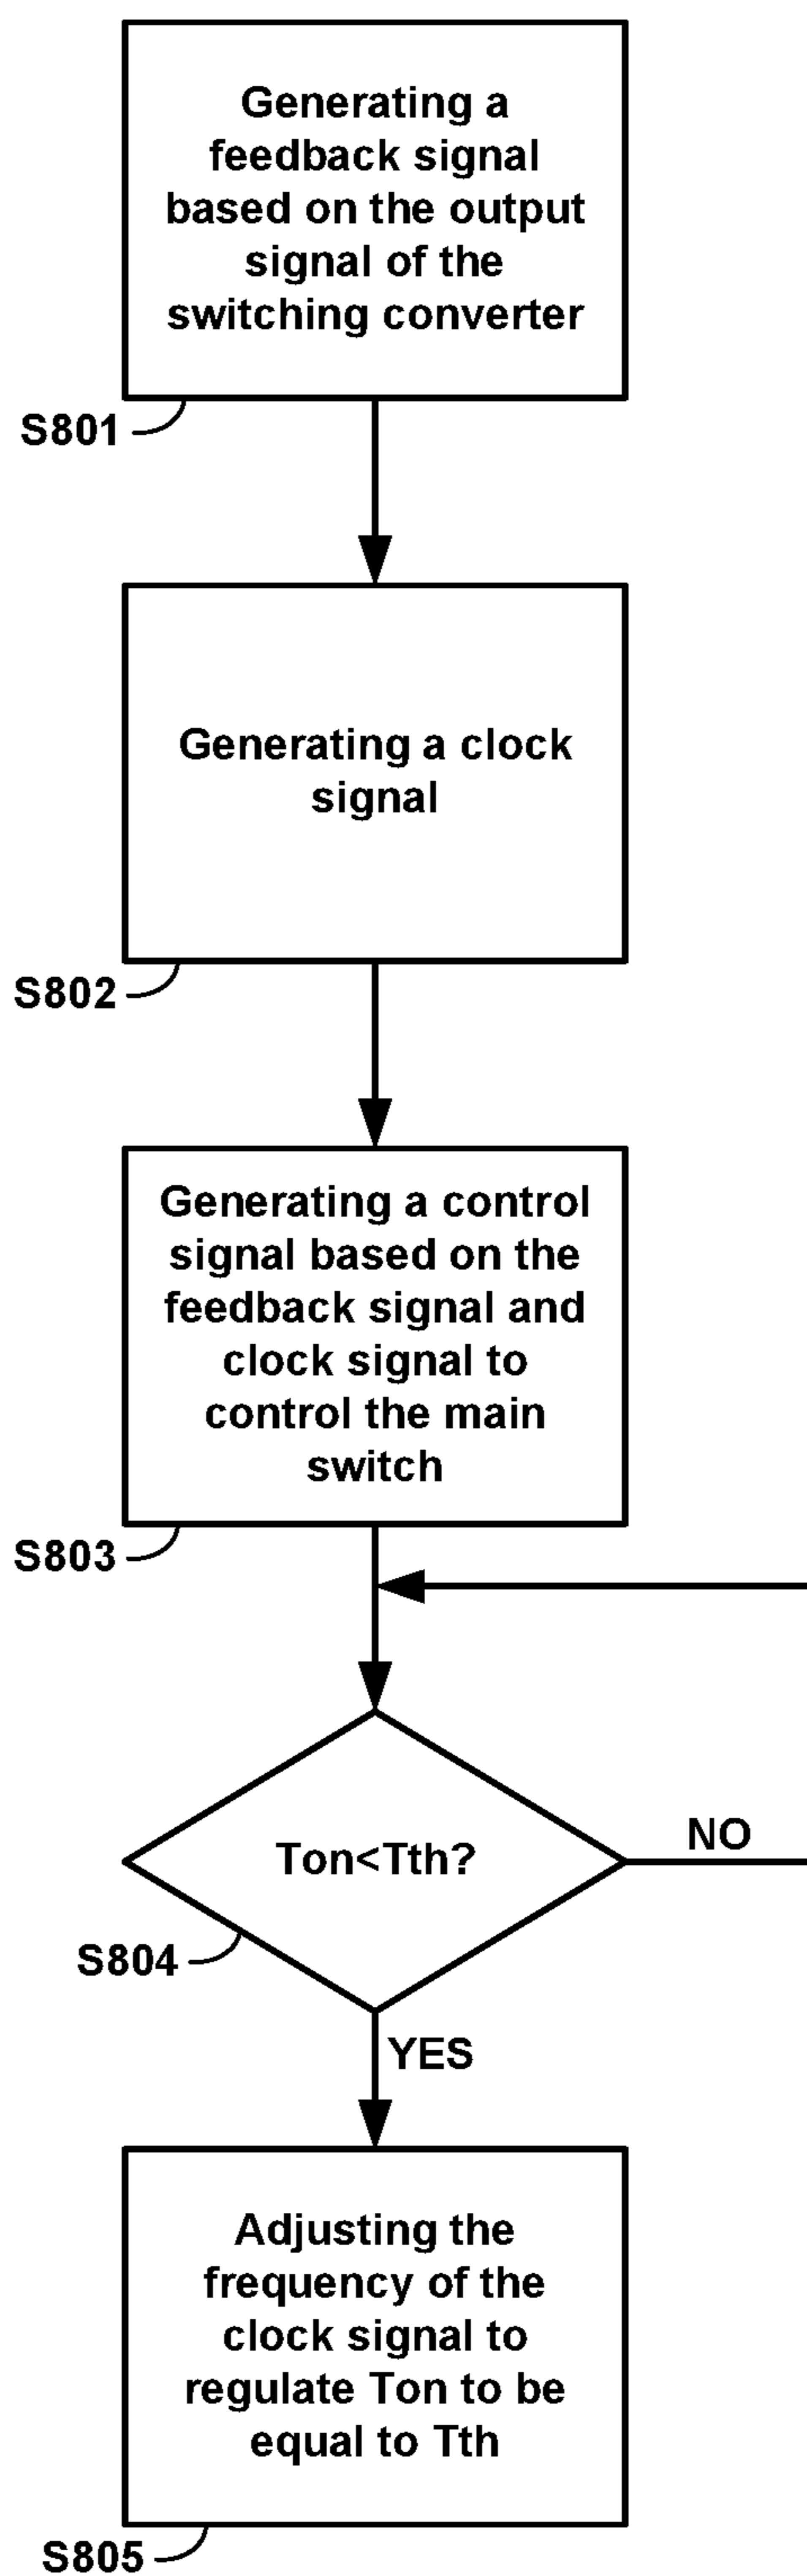 Generating a
feedback signal
based on the output
signal of the
switching converter
S801
Generating a clock
signal
S802
Generating a control
signal based on the
feedback signal and
clock signal to
control the main
switch
S803
Ton<Tth?
NO
S804
YES
Adjusting the
frequency of the
clock signal to
regulate Ton to be
equal to Tth
S805